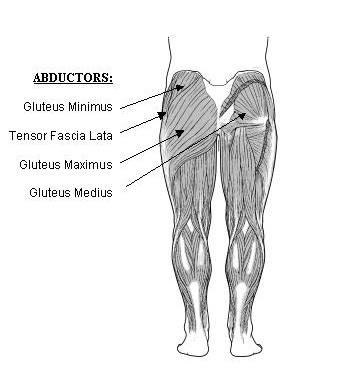 ABDUCTORS:
Gluteus Minimus
Tensor Fascia Lata
Gluteus Maximus
Gluteus Medius